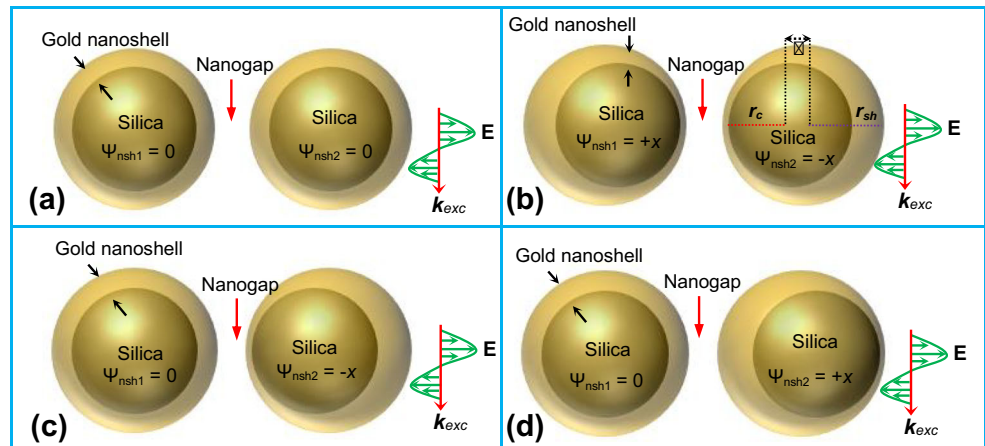 Gold nanoshell
Nanogap
Silica
Ψnsh1 = 0
Silica
Ψnsh2 = 0
E
kexc
(a)
Gold nanoshell
Nanogap
Silica
Ψnsh1 = +x
rc
rsh
Silica
Ψnsh2 = -x
E
kexc
(b)
Gold nanoshell
Nanogap
Silica
Ψnsh1 = 0
Silica
Ψnsh2 = -x
E
kexc
(c)
Gold nanoshell
Nanogap
Silica
Ψnsh1 = 0
Silica
Ψnsh2 = +x
E
kexc
(d)